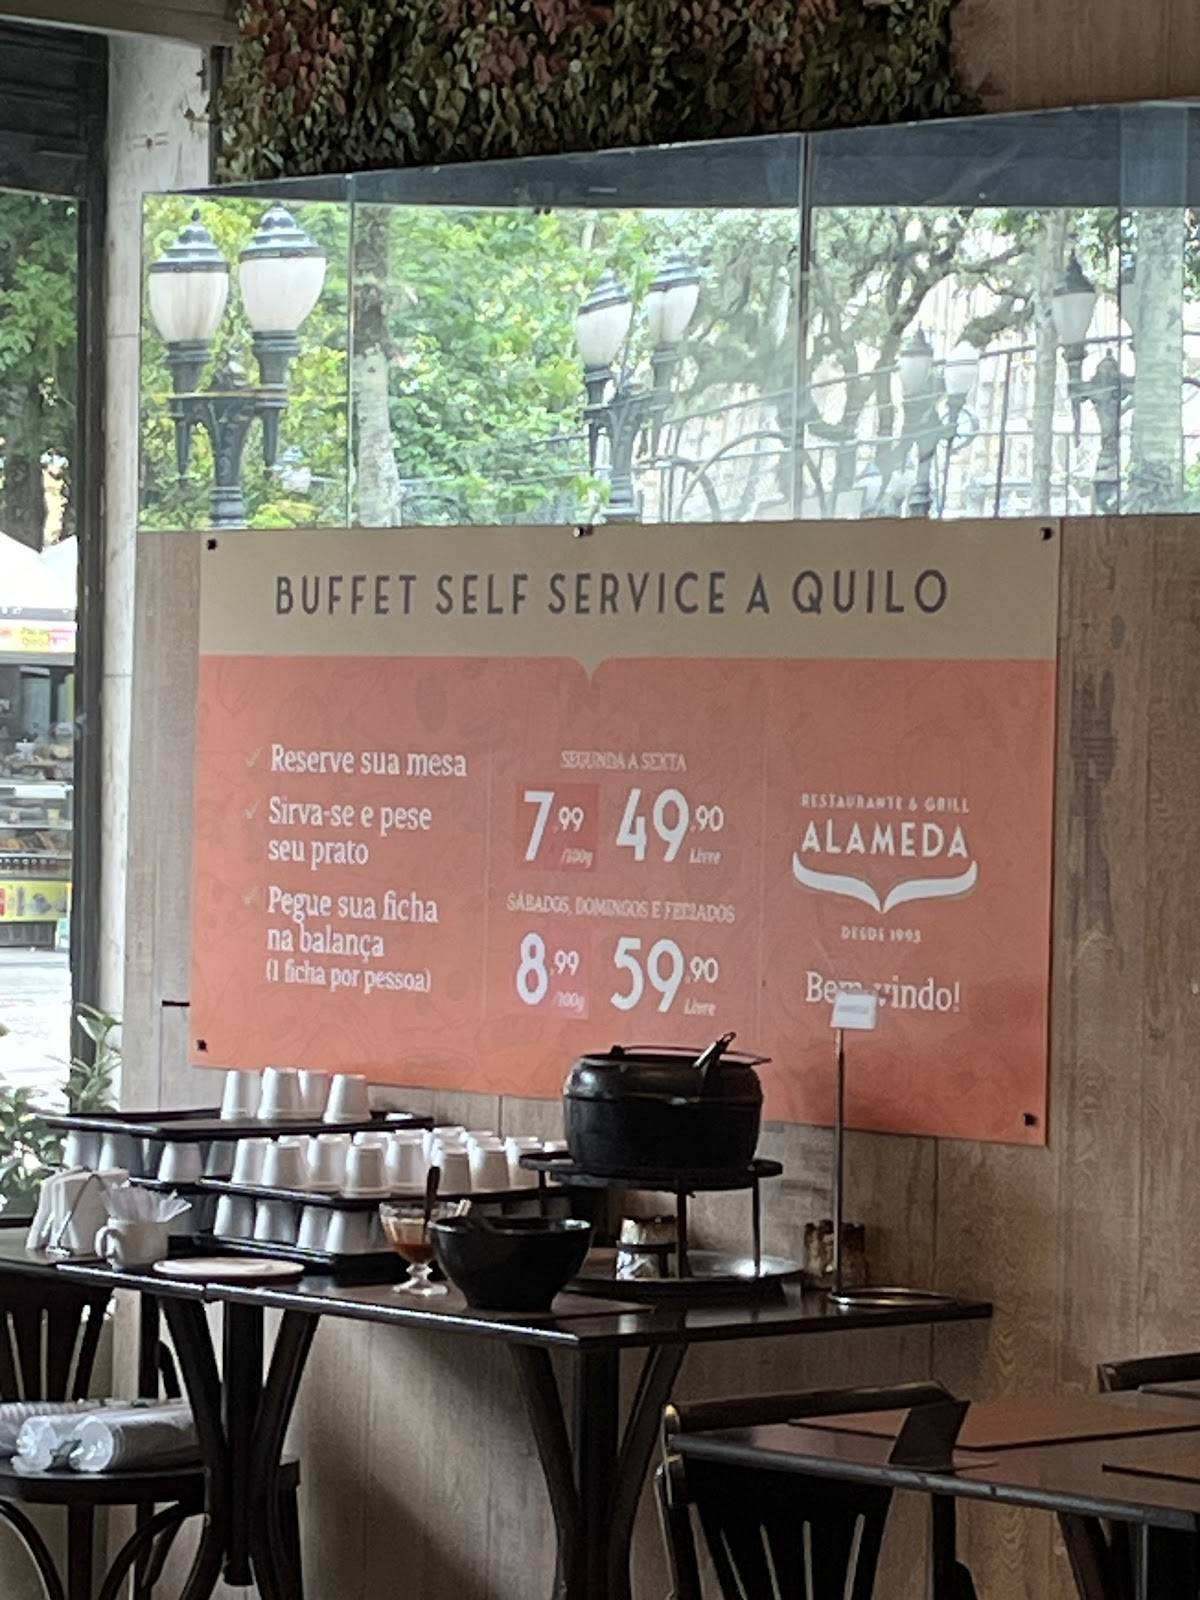 BUFFET SELF SERVICE A QUILO
Reserve sua mesa
Sirva-se e pese
seu prato
Pegue sua ficha
na balança
(1 ficha por pessoa)
SEGUNDA A SEXTA
7,99 /100g 49,90 Livre
SÁBADOS, DOMINGOS E FERIADOS
8,99 /100g 59,90 Livre
RESTAURANTE & GRILL
ALAMEDA
DESDE 1993
Bem-vindo!